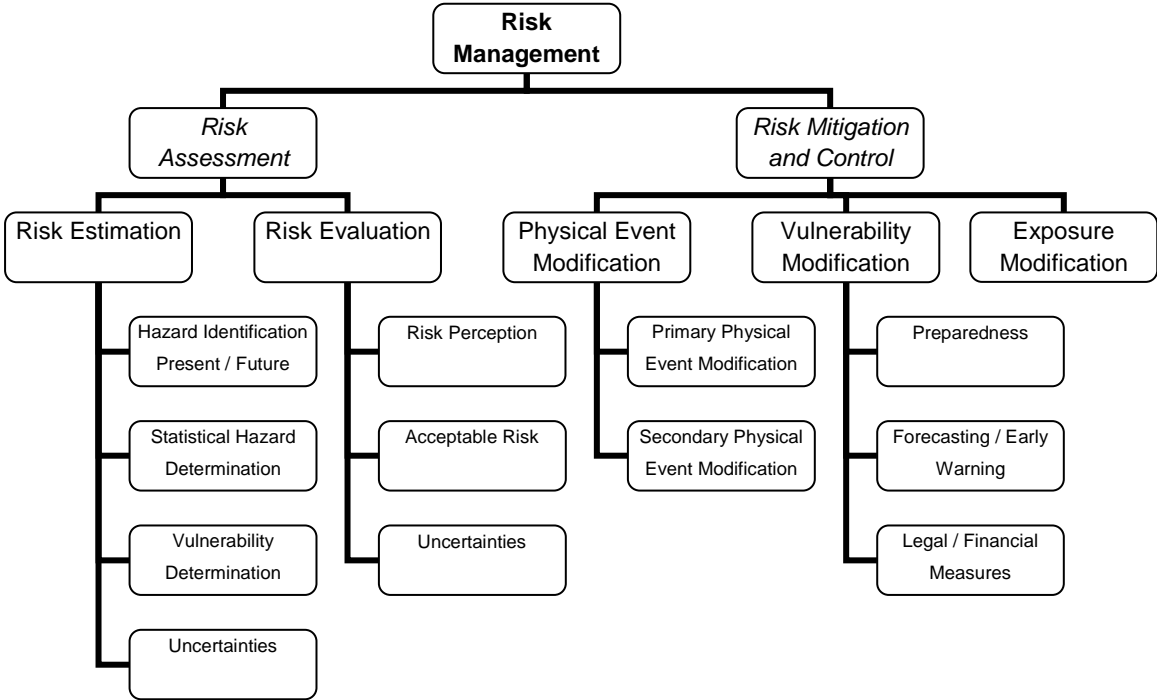 Risk
Management
Risk
Assessment
Risk Mitigation
and Control
Risk Estimation
Risk Evaluation
Physical Event
Modification
Vulnerability
Modification
Exposure
Modification
Hazard Identification
Present / Future
Statistical Hazard
Determination
Vulnerability
Determination
Uncertainties
Risk Perception
Acceptable Risk
Uncertainties
Primary Physical
Event Modification
Secondary Physical
Event Modification
Preparedness
Forecasting / Early
Warning
Legal / Financial
Measures